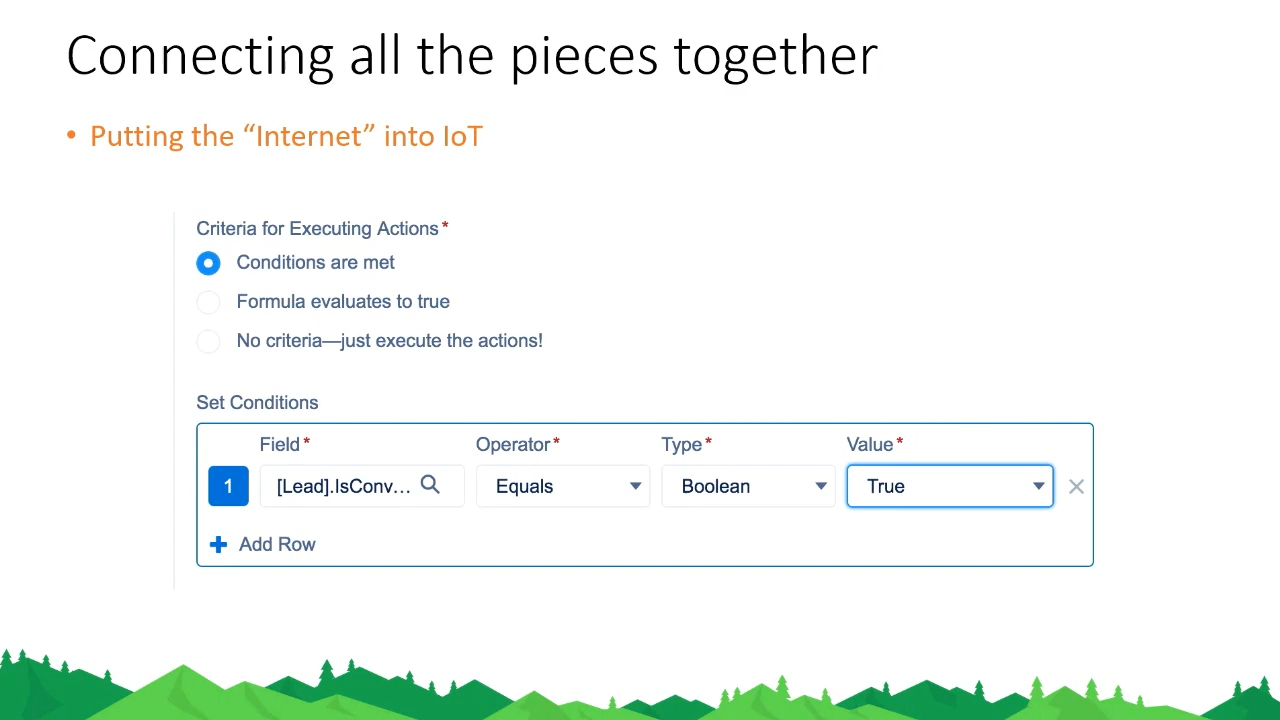 Connecting all the pieces together
• Putting the “Internet” into IoT
Criteria for Executing Actions*
Conditions are met
Formula evaluates to true
No criteria—just execute the actions!
Set Conditions
Field* Operator* Type* Value*
1 [Lead].IsConv... Equals Boolean True
Add Row